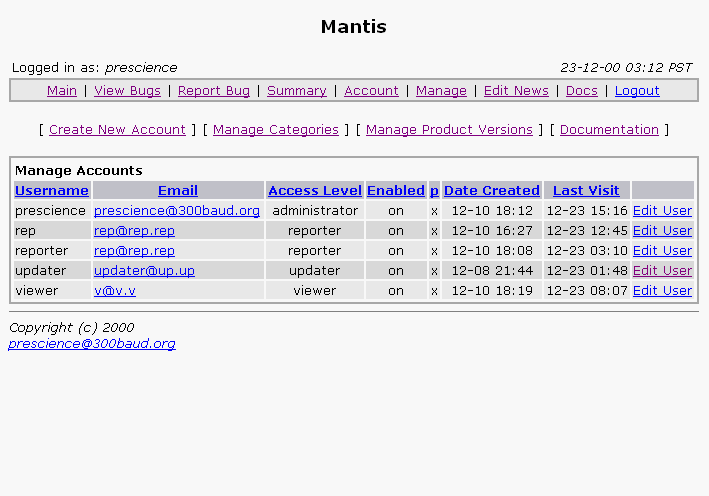 Mantis
Logged in as: prescience 23-12-00 03:12 PST
Main | View Bugs | Report Bug | Summary | Account | Manage | Edit News | Docs | Logout
[ Create New Account ] [ Manage Categories ] [ Manage Product Versions ] [ Documentation ]
Manage Accounts
Username Email Access Level Enabled p Date Created Last Visit
prescience prescience@300baud.org administrator on x 12-10 18:12 12-23 15:16 Edit User
rep rep@rep.rep reporter on x 12-10 16:27 12-23 12:45 Edit User
reporter rep@rep.rep reporter on x 12-10 18:08 12-23 03:10 Edit User
updater updater@up.up updater on x 12-08 21:44 12-23 01:48 Edit User
viewer v@v.v viewer on x 12-10 18:19 12-23 08:07 Edit User
Copyright (c) 2000
prescience@300baud.org